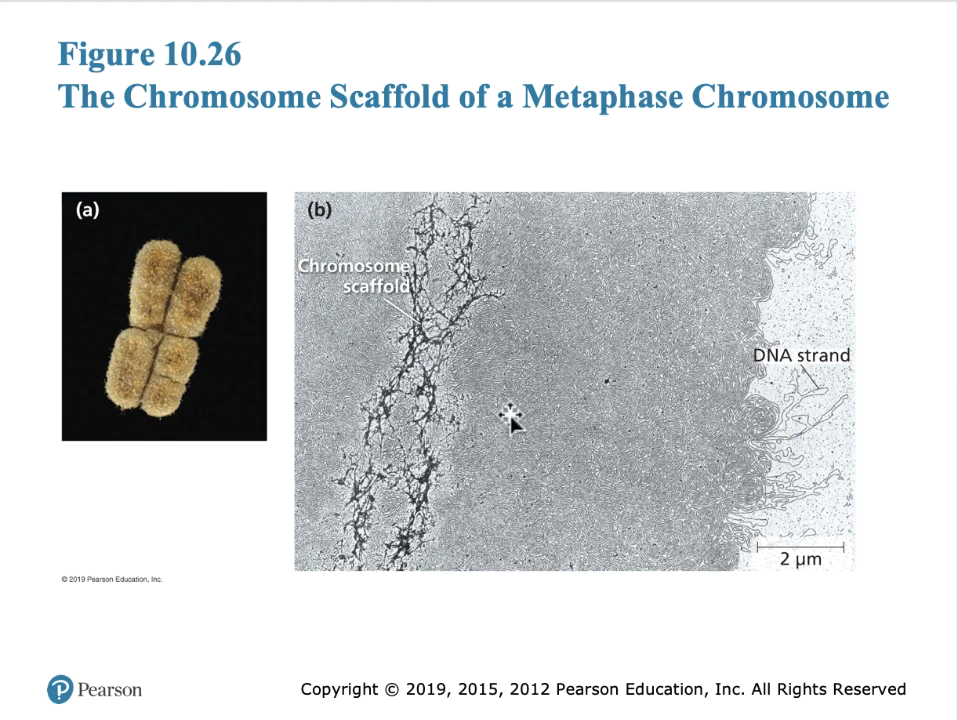 Figure 10.26
The Chromosome Scaffold of a Metaphase Chromosome
(a)
(b)
Chromosome
scaffold
DNA strand
2 µm
© 2019 Pearson Education, Inc.
Pearson
Copyright © 2019, 2015, 2012 Pearson Education, Inc. All Rights Reserved